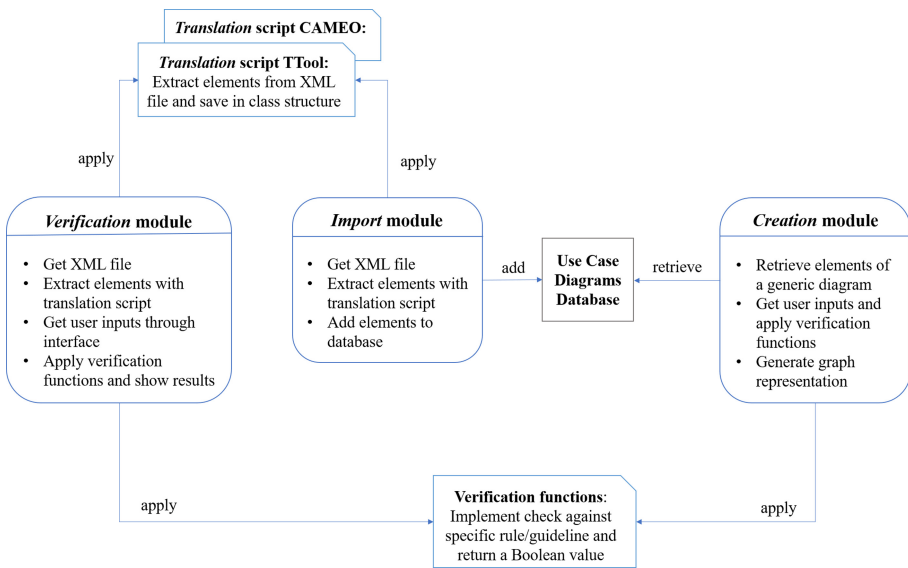 Translation script CAMEO:
Translation script TTool:
Extract elements from XML
file and save in class structure
apply
apply
Verification module
• Get XML file
• Extract elements with
translation script
• Get user inputs through
interface
• Apply verification
functions and show results
Import module
• Get XML file
• Extract elements with
translation script
• Add elements to
database
add
Use Case
Diagrams
Database
retrieve
Creation module
• Retrieve elements of
a generic diagram
• Get user inputs and
apply verification
functions
• Generate graph
representation
apply
Verification functions:
Implement check against
specific rule/guideline and
return a Boolean value
apply